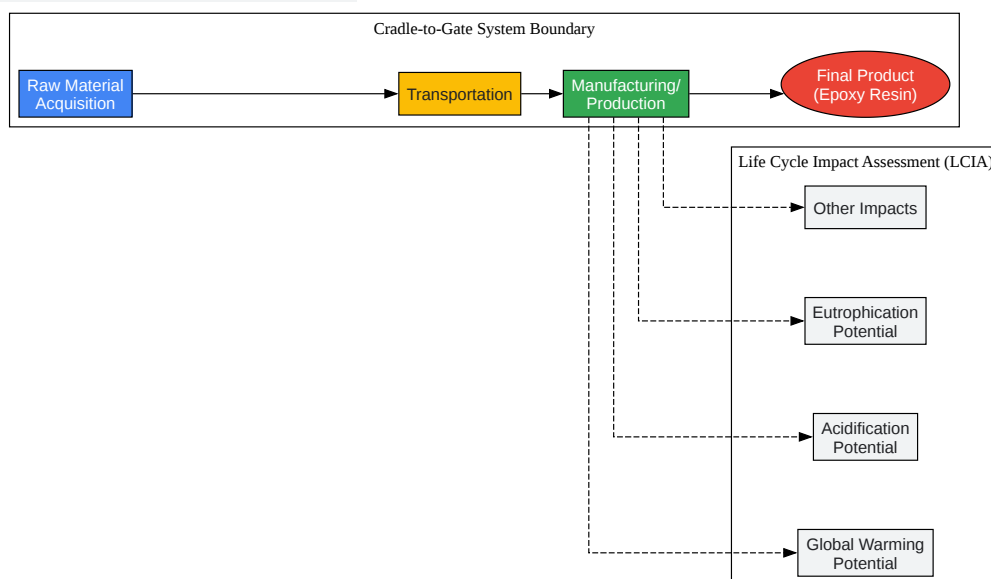 Cradle-to-Gate System Boundary
Raw Material
Acquisition
Transportation
Manufacturing/
Production
Final Product
(Epoxy Resin)
Life Cycle Impact Assessment (LCIA)
Other Impacts
Eutrophication
Potential
Acidification
Potential
Global Warming
Potential